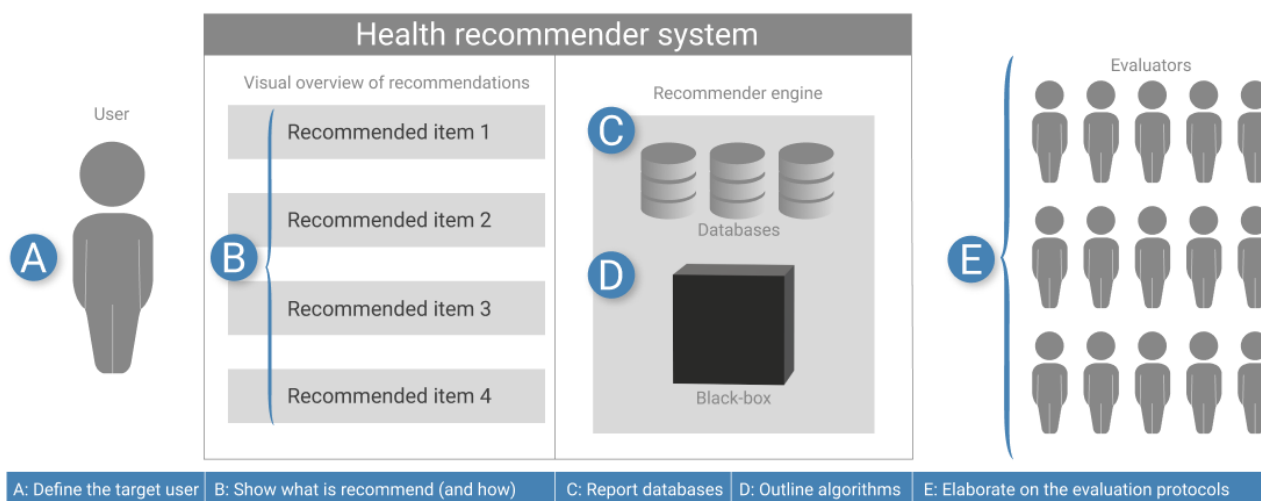 Health recommender system
User
A
Visual overview of recommendations
Recommended item 1
Recommended item 2
B
Recommended item 3
Recommended item 4
Recommender engine
C
Databases
D
Black-box
Evaluators
E
A: Define the target user
B: Show what is recommend (and how)
C: Report databases
D: Outline algorithms
E: Elaborate on the evaluation protocols